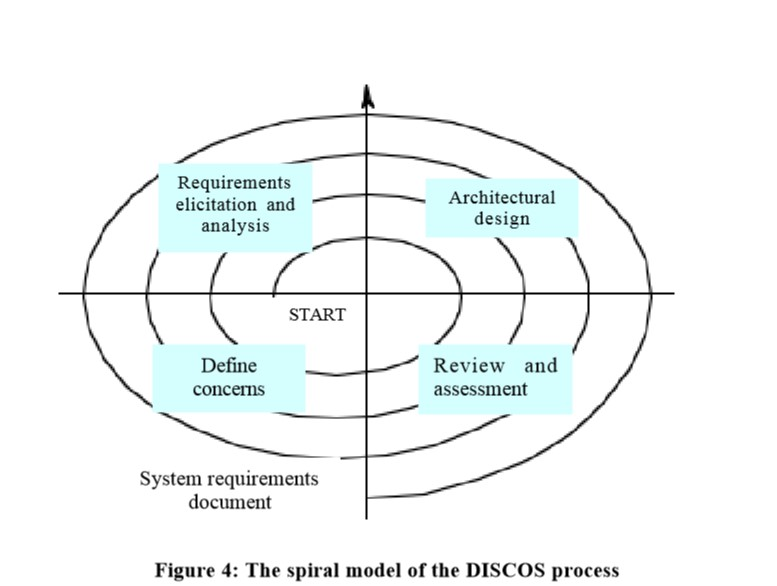 Requirements
elicitation and
analysis
Architectural
design
START
Define
concerns
Review and
assessment
System requirements
document
Figure 4: The spiral model of the DISCOS process